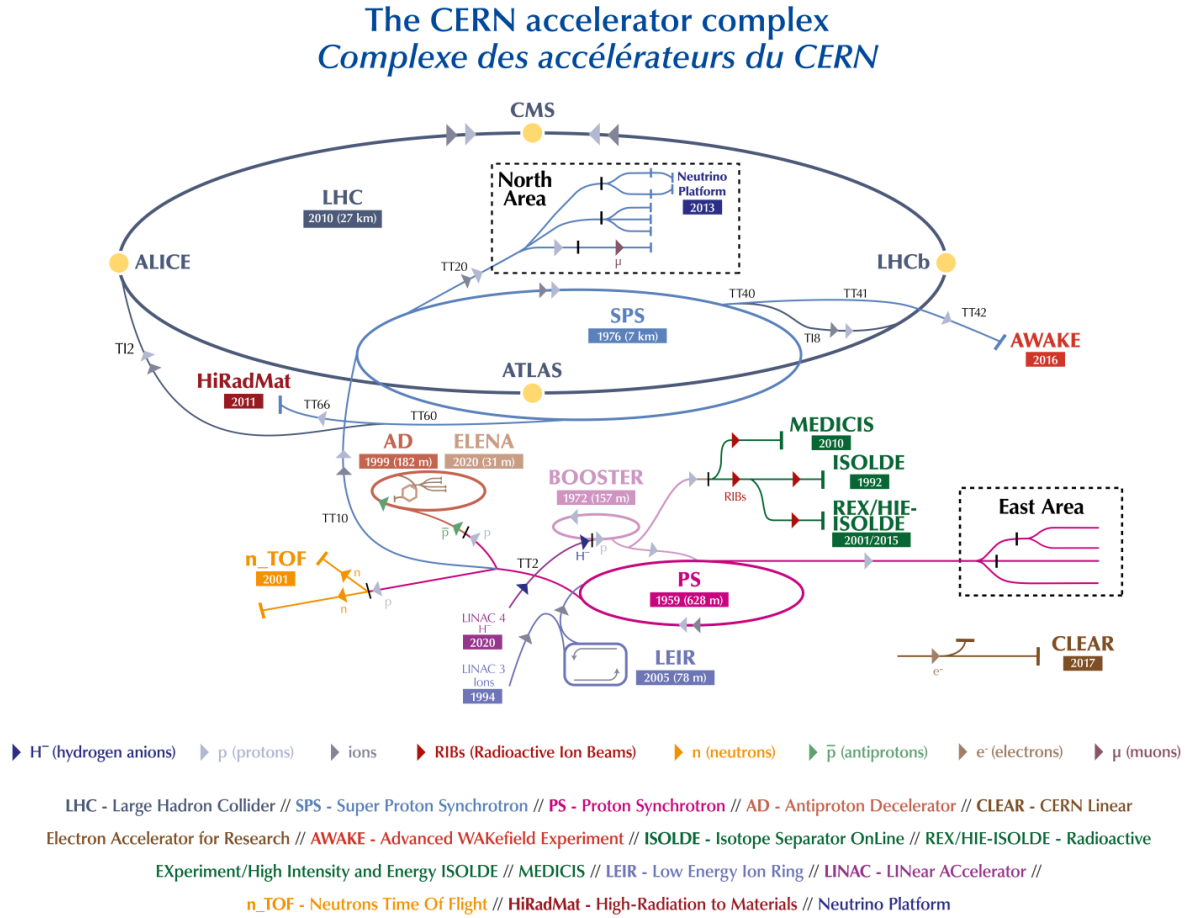 The CERN accelerator complex
Complexe des accélérateurs du CERN
CMS
North
Area
Neutrino
Platform
2013
LHC
2010 (27 km)
μ
ALICE
LHCb
TT20
TT40
TT41
TT42
SPS
1976 (7 km)
TI8
AWAKE
2016
TI2
ATLAS
HiRadMat
2011
TT66
TT60
MEDICIS
2010
AD
1999 (182 m)
ELENA
2020 (31 m)
BOOSTER
1972 (157 m)
ISOLDE
1992
RIBs
REX/HIE-
ISOLDE
2001/2015
East Area
TT10
p̅
p
p
H⁻
TT2
n_TOF
2001
n
n
p
PS
1959 (628 m)
LINAC 4
H⁻
2020
LINAC 3
Ions
1994
LEIR
2005 (78 m)
CLEAR
2017
e⁻
H⁻ (hydrogen anions)
p (protons)
ions
RIBs (Radioactive Ion Beams)
n (neutrons)
p̅ (antiprotons)
e⁻ (electrons)
μ (muons)
LHC - Large Hadron Collider // SPS - Super Proton Synchrotron // PS - Proton Synchrotron // AD - Antiproton Decelerator // CLEAR - CERN Linear
Electron Accelerator for Research // AWAKE - Advanced WAKefield Experiment // ISOLDE - Isotope Separator OnLine // REX/HIE-ISOLDE - Radioactive
EXperiment/High Intensity and Energy ISOLDE // MEDICIS // LEIR - Low Energy Ion Ring // LINAC - LINear ACcelerator //
n_TOF - Neutrons Time Of Flight // HiRadMat - High-Radiation to Materials // Neutrino Platform